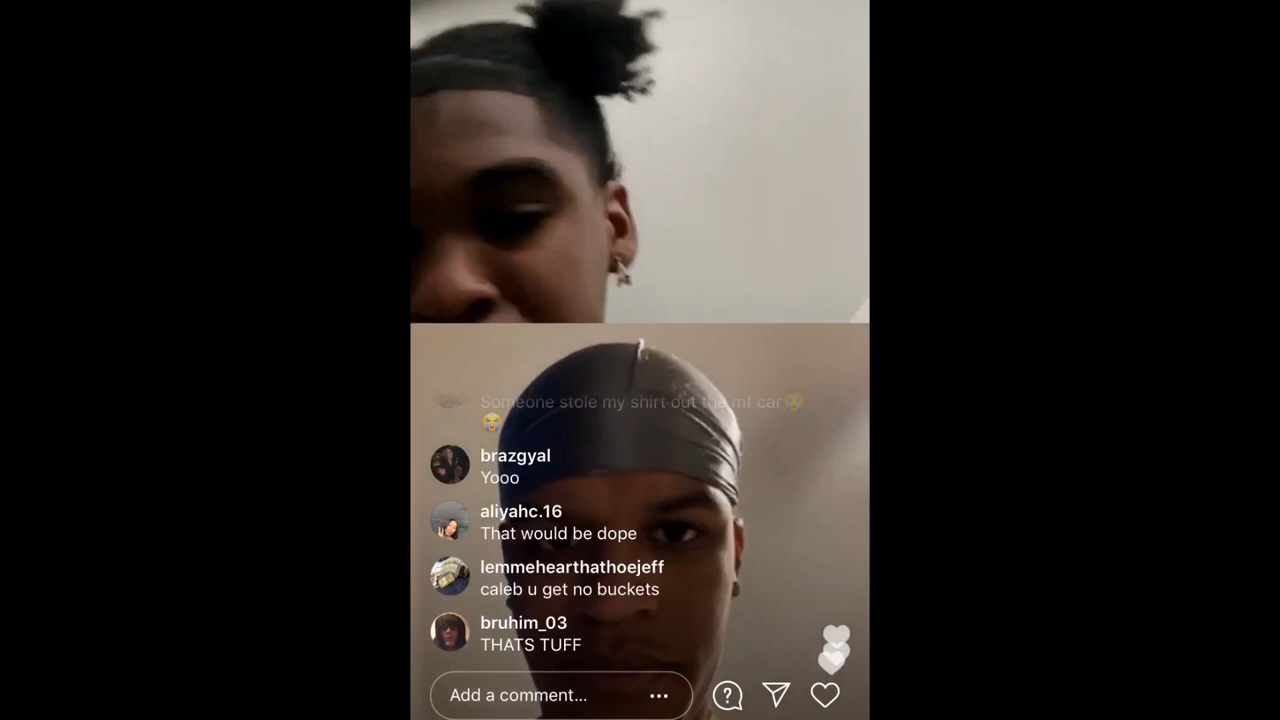 Someone stole my shirt out the mf car😭
😭
brazgyal
Yooo
aliyahc.16
That would be dope
lemmehearthathoejeff
caleb u get no buckets
bruhim_03
THATS TUFF
Add a comment...